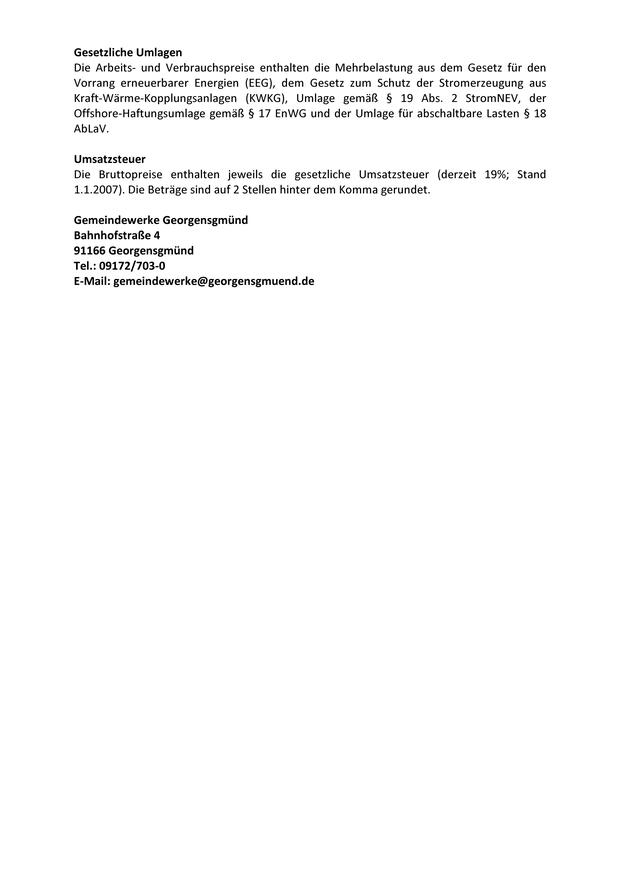 Gesetzliche Umlagen
Die Arbeits- und Verbrauchspreise enthalten die Mehrbelastung aus dem Gesetz für den
Vorrang erneuerbarer Energien (EEG), dem Gesetz zum Schutz der Stromerzeugung aus
Kraft-Wärme-Kopplungsanlagen (KWKG), Umlage gemäß § 19 Abs. 2 StromNEV, der
Offshore-Haftungsumlage gemäß § 17 EnWG und der Umlage für abschaltbare Lasten § 18
AbLaV.
Umsatzsteuer
Die Bruttopreise enthalten jeweils die gesetzliche Umsatzsteuer (derzeit 19%; Stand
1.1.2007). Die Beträge sind auf 2 Stellen hinter dem Komma gerundet.
Gemeindewerke Georgensgmünd
Bahnhofstraße 4
91166 Georgensgmünd
Tel.: 09172/703-0
E-Mail: gemeindewerke@georgensgmuend.de